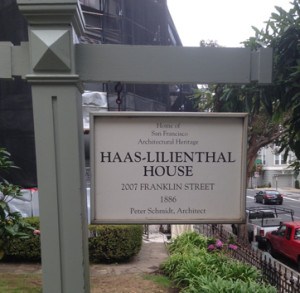 Home of
San Francisco
Architectural Heritage
HAAS-LILIENTHAL
HOUSE
2007 FRANKLIN STREET
1886
Peter Schmidt, Architect